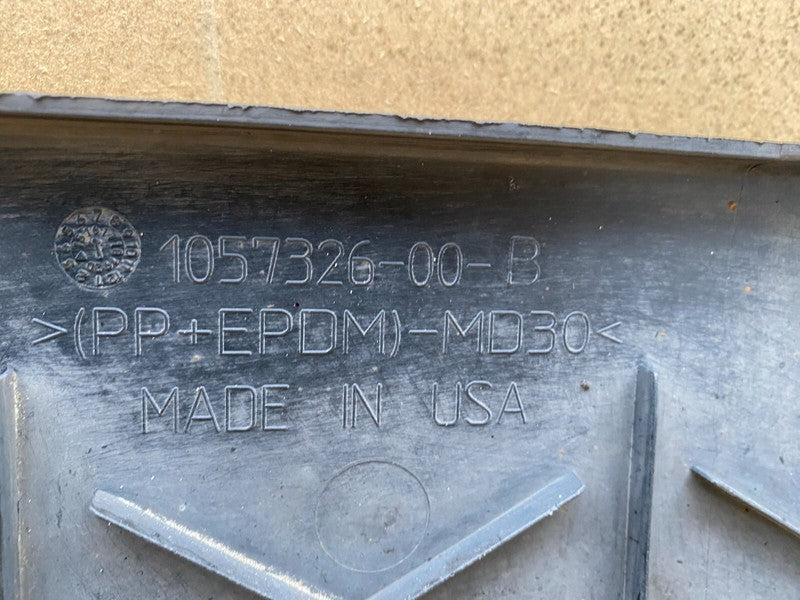 1057326-00-B
>(PP+EPDM)-MD30<
MADE IN USA